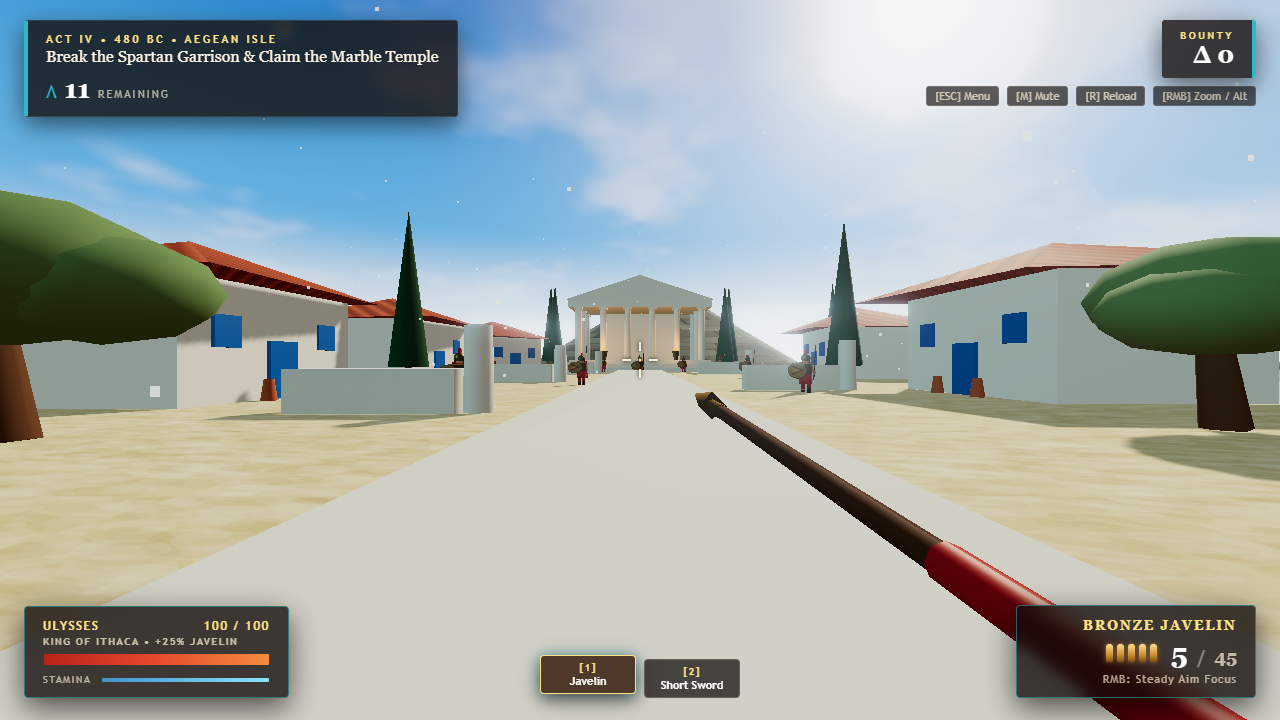 ACT IV • 480 BC • AEGEAN ISLE
Break the Spartan Garrison & Claim the Marble Temple
Λ 11 REMAINING
BOUNTY
Δ 0
[ESC] Menu [M] Mute [R] Reload [RMB] Zoom / Alt
ULYSSES 100 / 100
KING OF ITHACA • +25% JAVELIN
STAMINA
[1]
Javelin
[2]
Short Sword
BRONZE JAVELIN
5 / 45
RMB: Steady Aim Focus